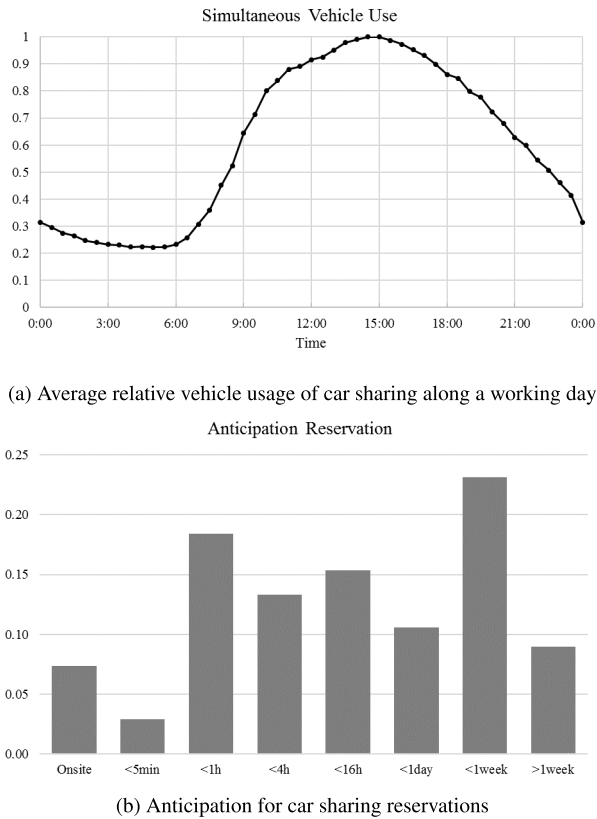 Simultaneous Vehicle Use
1
0.9
0.8
0.7
0.6
0.5
0.4
0.3
0.2
0.1
0
0:00 3:00 6:00 9:00 12:00 15:00 18:00 21:00 0:00
Time
(a) Average relative vehicle usage of car sharing along a working day
Anticipation Reservation
0.25
0.20
0.15
0.10
0.05
0.00
Onsite <5min <1h <4h <16h <1day <1week >1week
(b) Anticipation for car sharing reservations